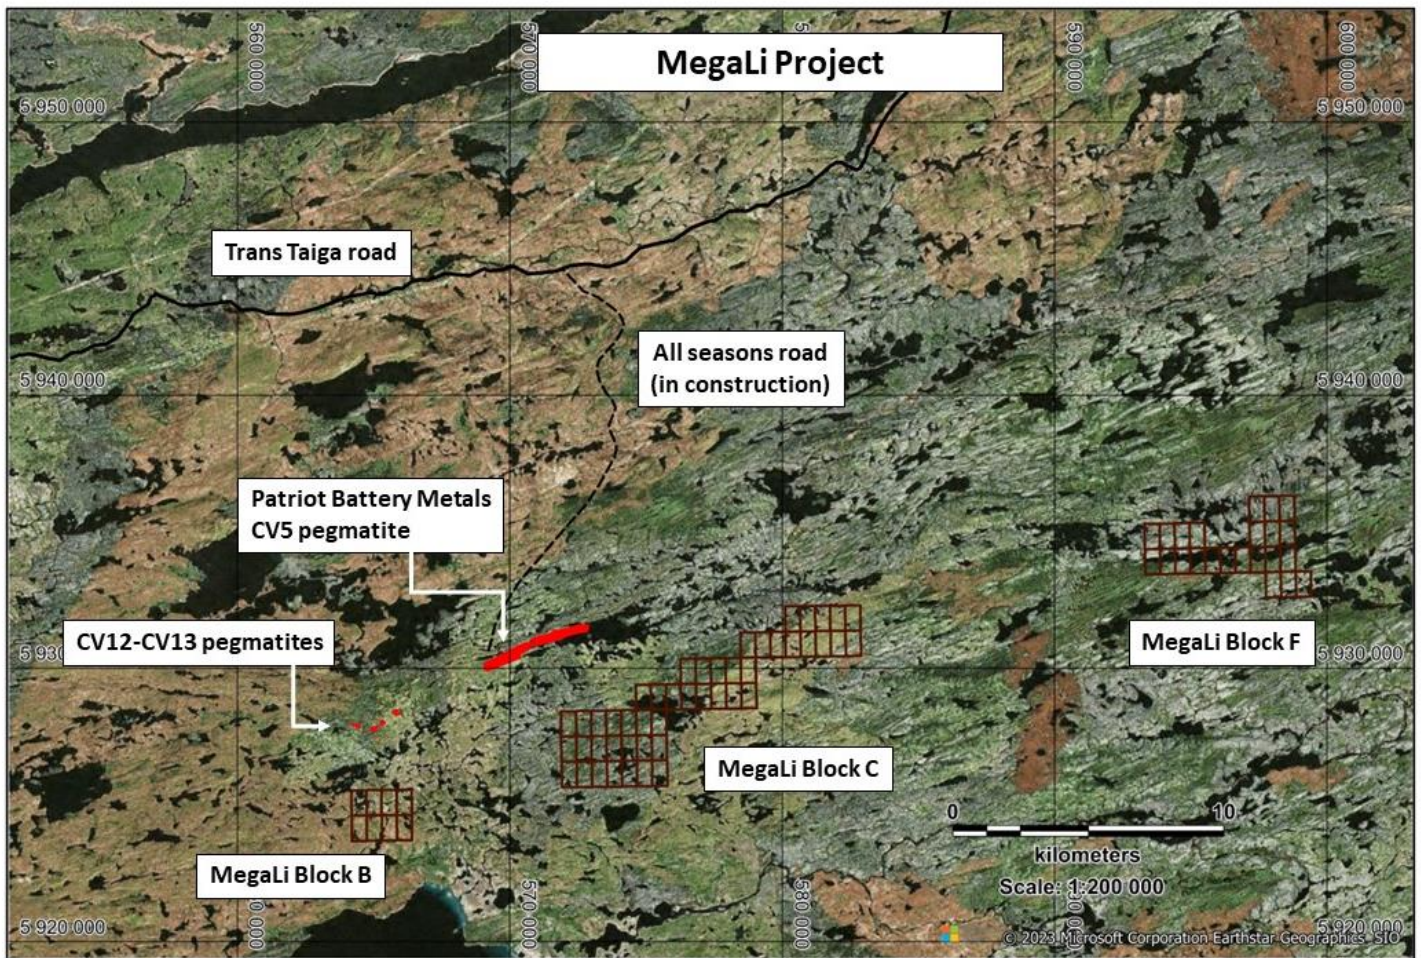 MegaLi Project
560 000
570
5
590
600 000
5 950 000
5 950 000
Trans Taiga road
All seasons road
(in construction)
5 940 000
5 940 000
Patriot Battery Metals
CV5 pegmatite
CV12-CV13 pegmatites
5 930
5 930 000
MegaLi Block F
MegaLi Block C
MegaLi Block B
0
10
kilometers
Scale: 1:200 000
570 000
580 000
5 920 000
5 920 000
© 2023 Microsoft Corporation Earthstar Geographics SIO